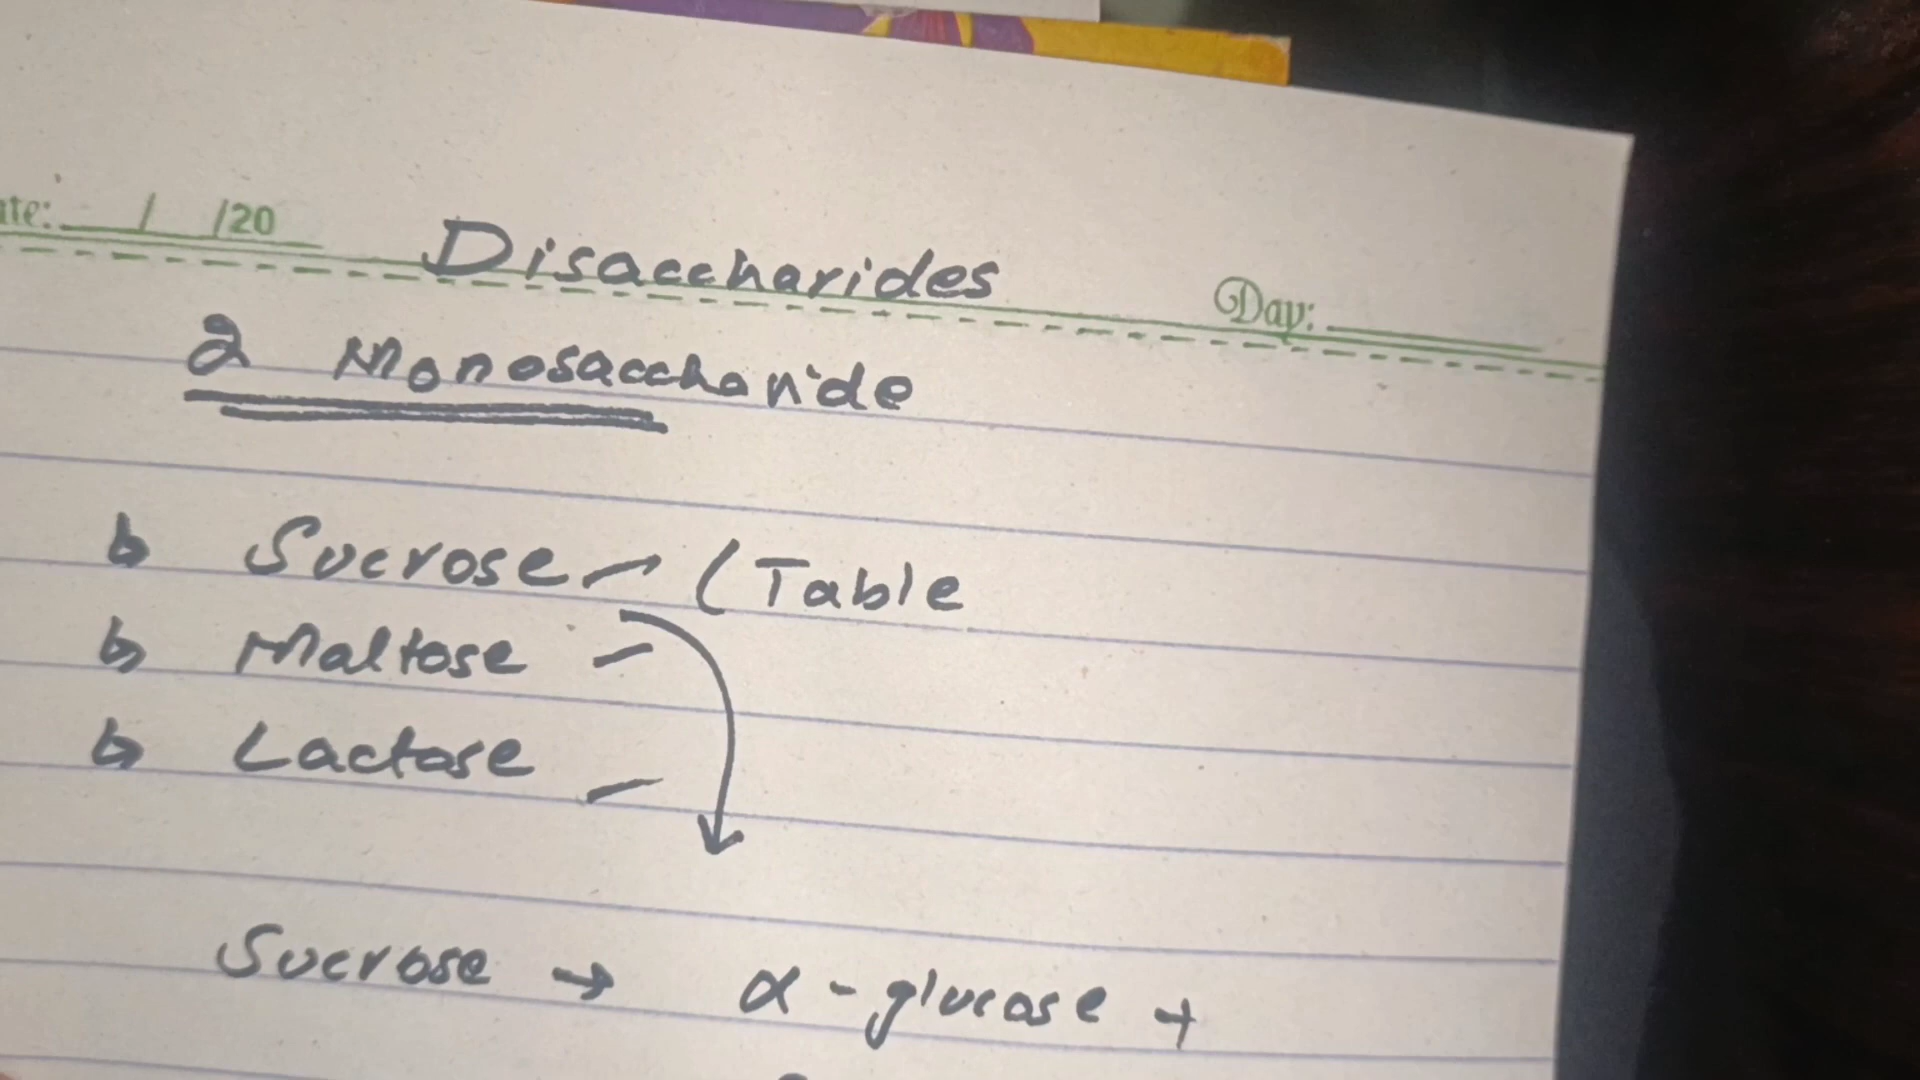 ate: / /20
Disaccharides
Day:
2 Monosaccharide
Sucrose - (Table
Maltose -
Lactose -
Sucrose → α - glucose +